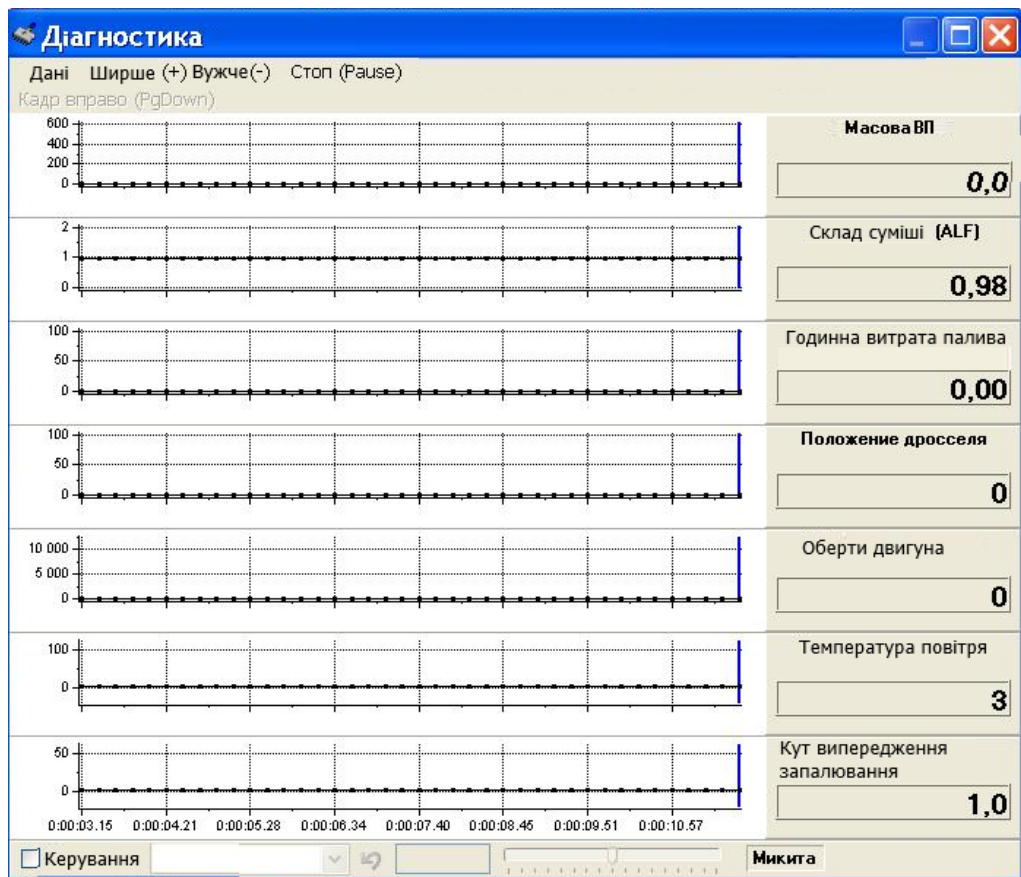 Діагностика
Дані Ширше (+) Вужче(-) Стоп (Pause)
Кадр вправо (PgDown)
600
400
200
0
Масова ВП
0,0
2
1
0
Склад суміші (ALF)
0,98
100
50
0
Годинна витрата палива
0,00
100
50
0
Положение дросселя
0
10 000
5 000
0
Оберти двигуна
0
100
0
Температура повітря
3
50
0
Кут випередження
запалювання
1,0
0:00:03.15 0:00:04.21 0:00:05.28 0:00:06.34 0:00:07.40 0:00:08.45 0:00:09.51 0:00:10.57
Керування
Микита